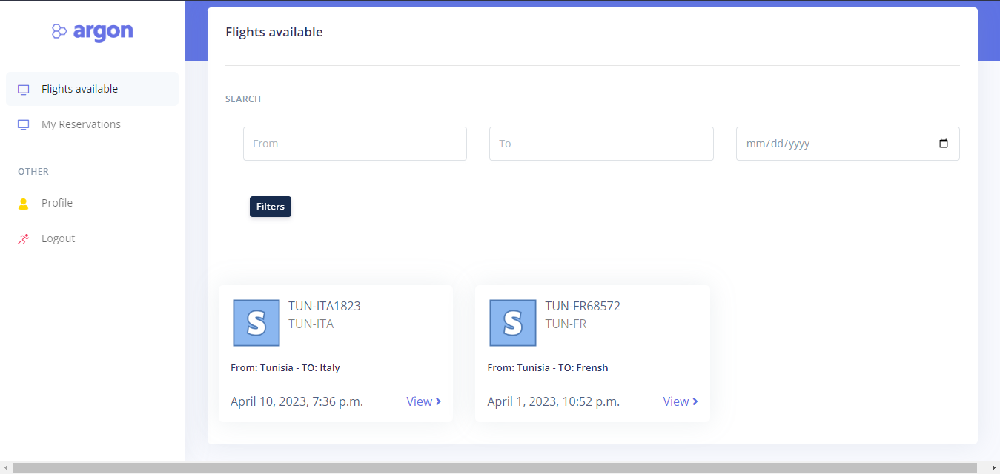 argon
Flights available
My Reservations
OTHER
Profile
Logout
Flights available
SEARCH
From
To
mm/dd/yyyy
Filters
S
TUN-ITA1823
TUN-ITA
From: Tunisia - TO: Italy
April 10, 2023, 7:36 p.m.
View
S
TUN-FR68572
TUN-FR
From: Tunisia - TO: Frensh
April 1, 2023, 10:52 p.m.
View